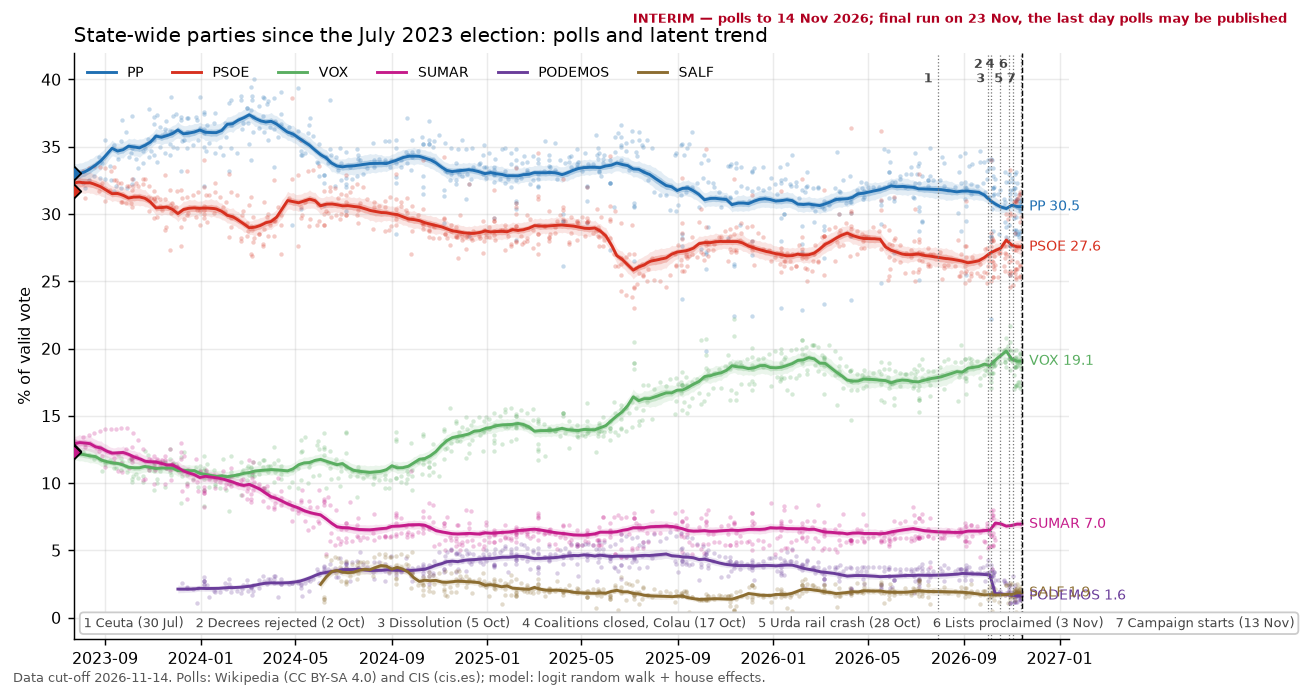 INTERIM — polls to 14 Nov 2026; final run on 23 Nov, the last day polls may be published
State-wide parties since the July 2023 election: polls and latent trend
PP PSOE VOX SUMAR PODEMOS SALF
1 2 3 4 5 6 7
% of valid vote
40
35
30
25
20
15
10
5
0
PP 30.5
PSOE 27.6
VOX 19.1
SUMAR 7.0
SALF 1.9
PODEMOS 1.6
1 Ceuta (30 Jul) 2 Decrees rejected (2 Oct) 3 Dissolution (5 Oct) 4 Coalitions closed, Colau (17 Oct) 5 Urda rail crash (28 Oct) 6 Lists proclaimed (3 Nov) 7 Campaign starts (13 Nov)
2023-09 2024-01 2024-05 2024-09 2025-01 2025-05 2025-09 2026-01 2026-05 2026-09 2027-01
Data cut-off 2026-11-14. Polls: Wikipedia (CC BY-SA 4.0) and CIS (cis.es); model: logit random walk + house effects.